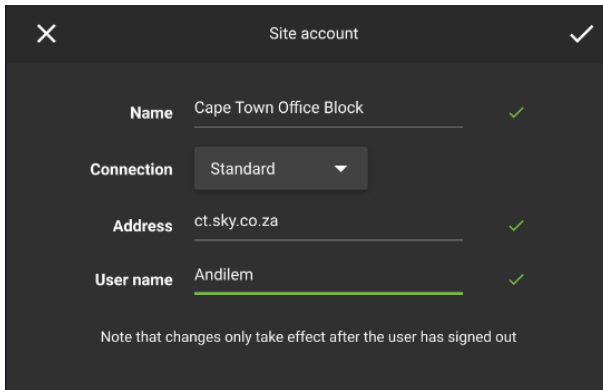 Site account
Name Cape Town Office Block
Connection Standard
Address ct.sky.co.za
User name Andilem
Note that changes only take effect after the user has signed out